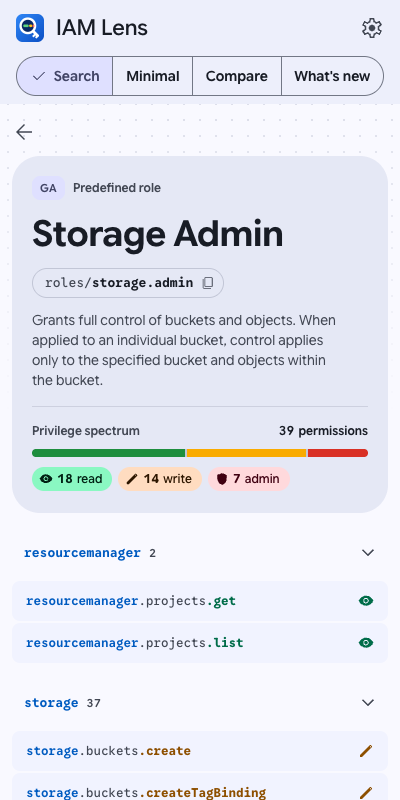 IAM Lens
Search
Minimal
Compare
What's new
GA
Predefined role
Storage Admin
roles/storage.admin
Grants full control of buckets and objects. When
applied to an individual bucket, control applies
only to the specified bucket and objects within
the bucket.
Privilege spectrum
39 permissions
18 read
14 write
7 admin
resourcemanager 2
resourcemanager.projects.get
resourcemanager.projects.list
storage 37
storage.buckets.create
storage.buckets.createTagBinding